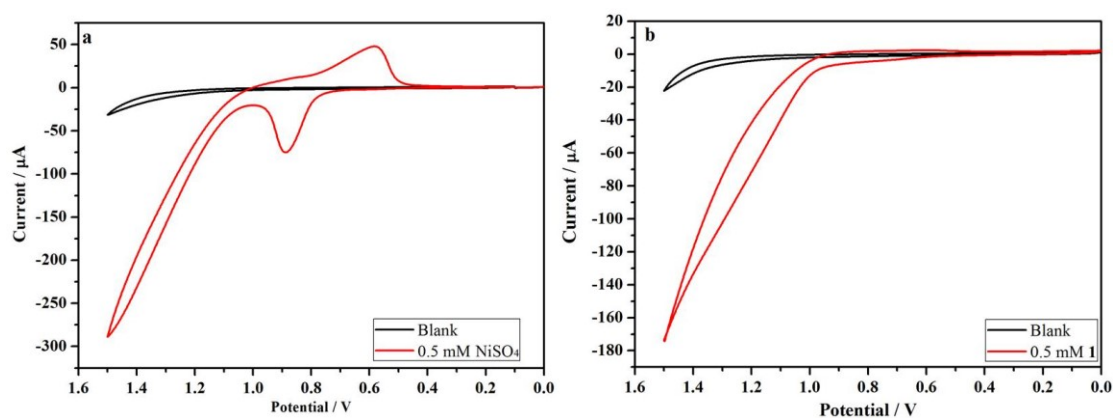 a
50
0
-50
-100
-150
-200
-250
-300
Current / μA
1.6 1.4 1.2 1.0 0.8 0.6 0.4 0.2 0.0
Potential / V
Blank
0.5 mM NiSO₄
b
20
0
-20
-40
-60
-80
-100
-120
-140
-160
-180
Current / μA
1.6 1.4 1.2 1.0 0.8 0.6 0.4 0.2 0.0
Potential / V
Blank
0.5 mM 1